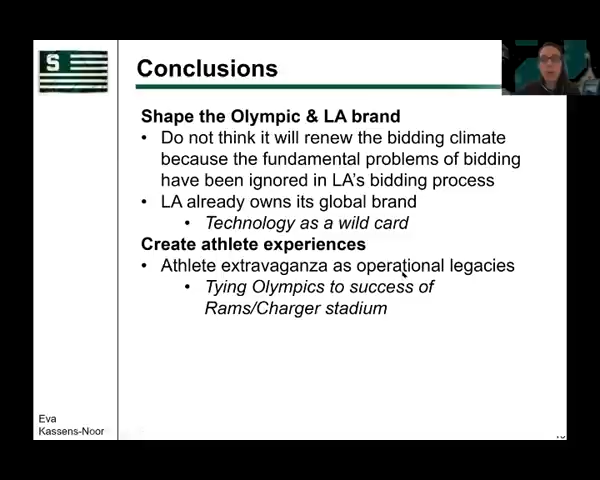 S
Conclusions
Shape the Olympic & LA brand
• Do not think it will renew the bidding climate
because the fundamental problems of bidding
have been ignored in LA's bidding process
• LA already owns its global brand
• Technology as a wild card
Create athlete experiences
• Athlete extravaganza as operational legacies
• Tying Olympics to success of
Rams/Charger stadium
Eva
Kassens-Noor